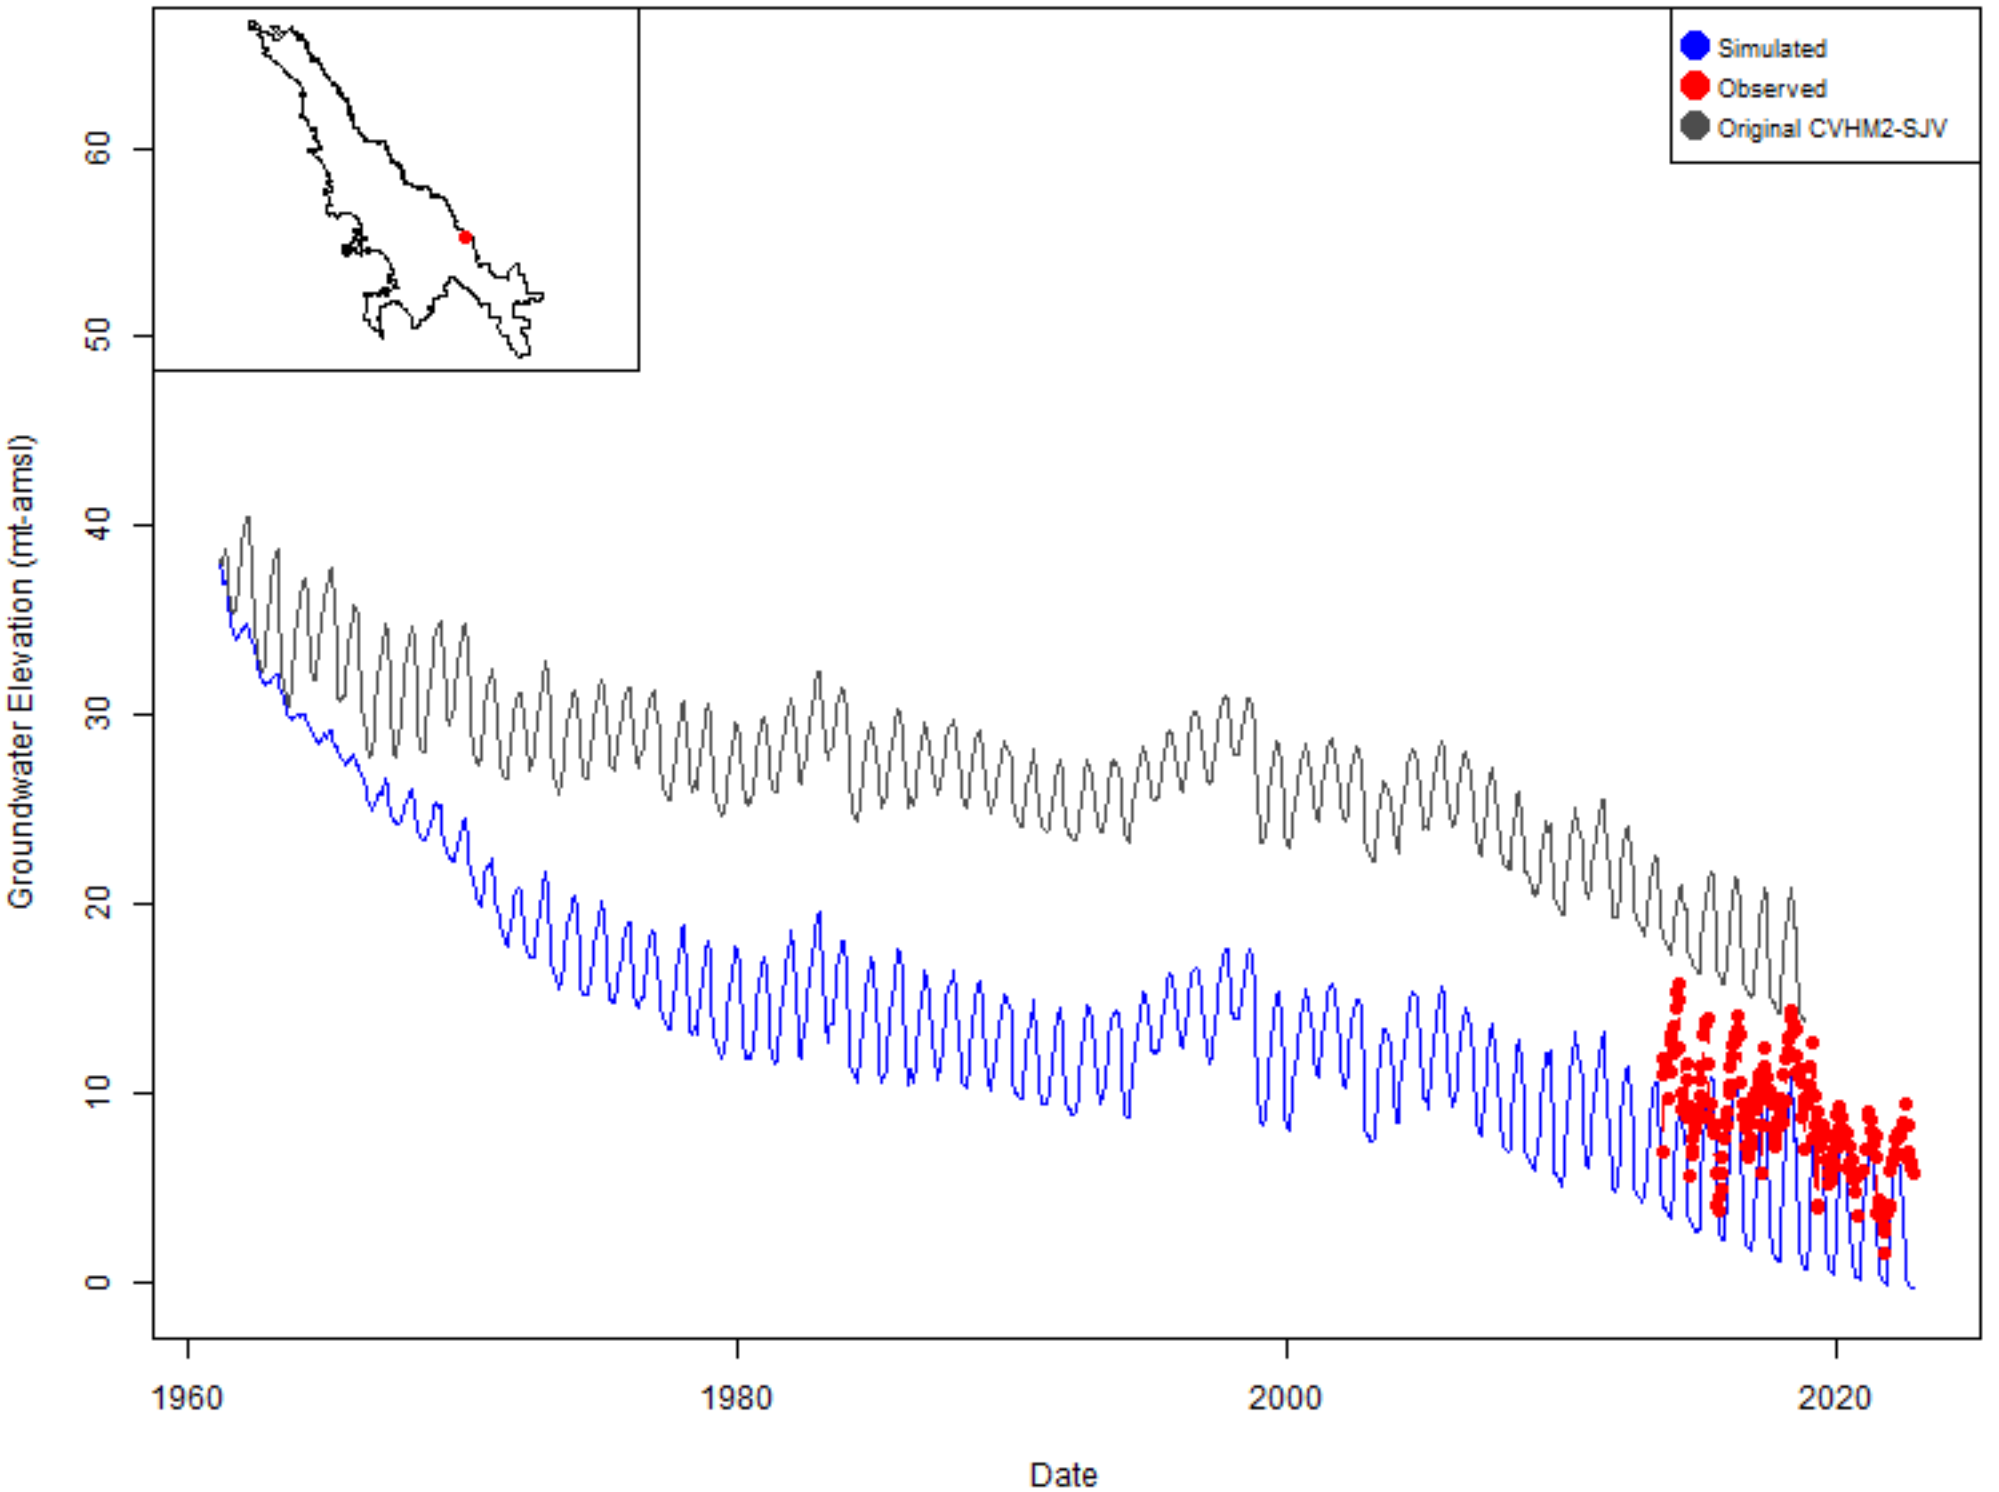 Simulated
Observed
Original CVHM2-SJV
Groundwater Elevation (mt-amsl)
60
50
40
30
20
10
0
1960 1980 2000 2020
Date